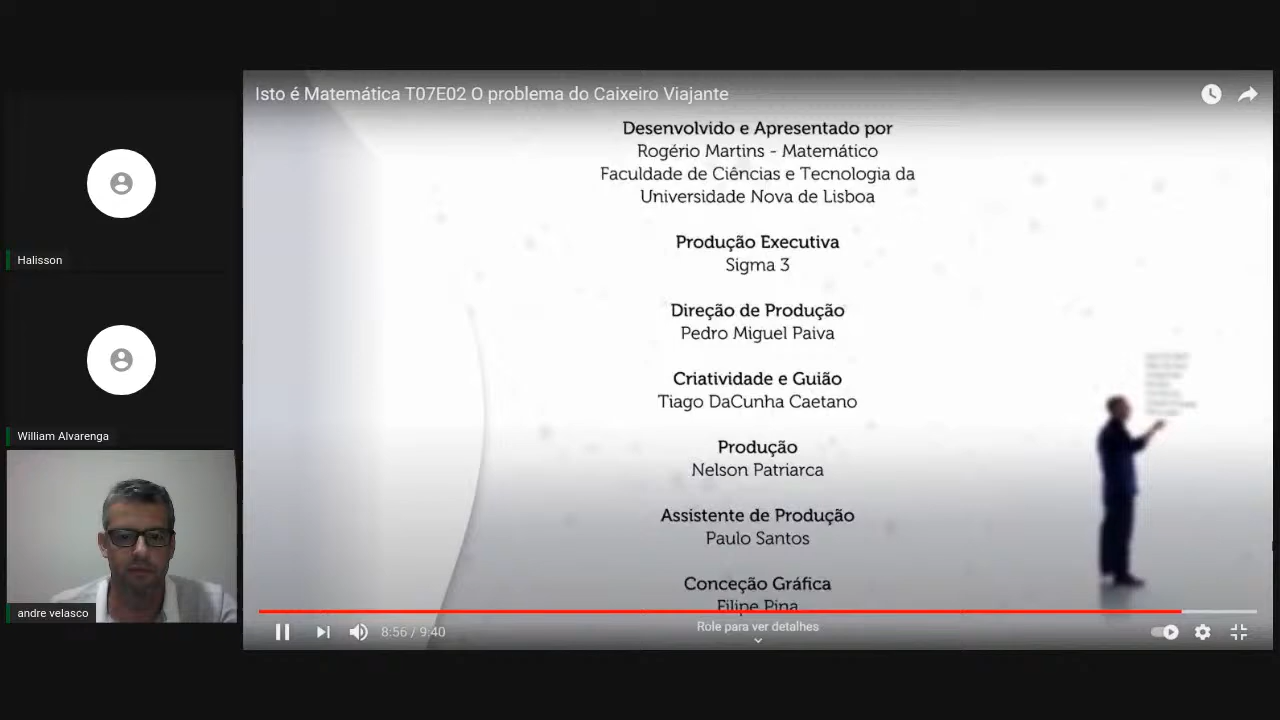 Isto é Matemática T07E02 O problema do Caixeiro Viajante
Desenvolvido e Apresentado por
Rogério Martins - Matemático
Faculdade de Ciências e Tecnologia da
Universidade Nova de Lisboa
Produção Executiva
Sigma 3
Direção de Produção
Pedro Miguel Paiva
Criatividade e Guião
Tiago DaCunha Caetano
Produção
Nelson Patriarca
Assistente de Produção
Paulo Santos
Conceção Gráfica
Filipe Pina
8:56 / 9:40
Role para ver detalhes
Halisson
William Alvarenga
andre velasco